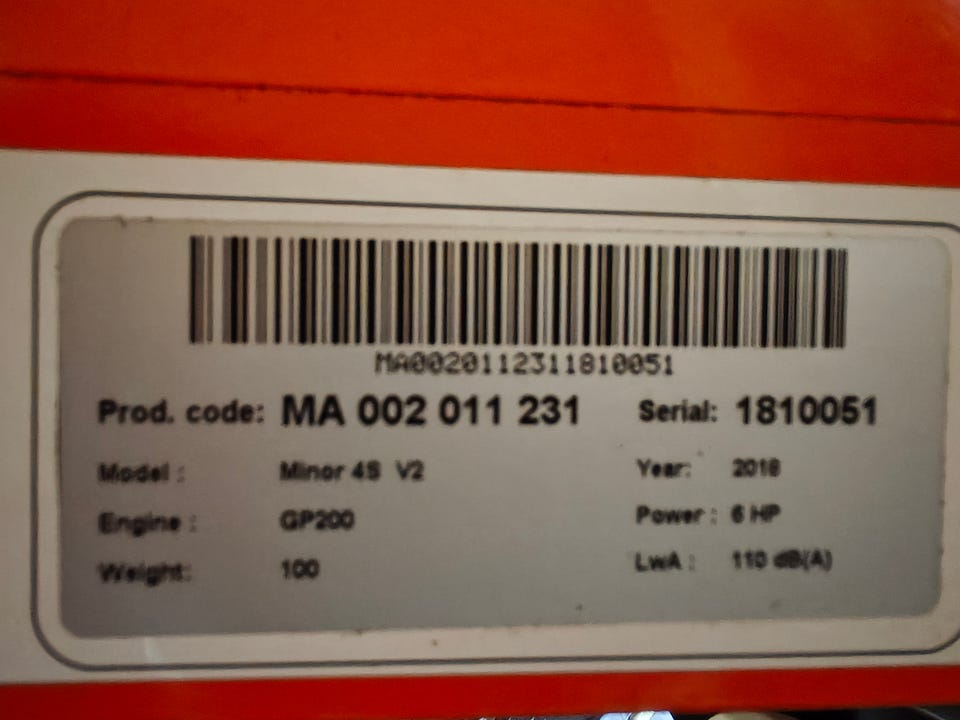 MA0020112311810051
Prod. code: MA 002 011 231 Serial: 1810051
Model : Minor 4S V2 Year: 2018
Engine : GP200 Power : 6 HP
Weight: 100 LwA : 110 dB(A)